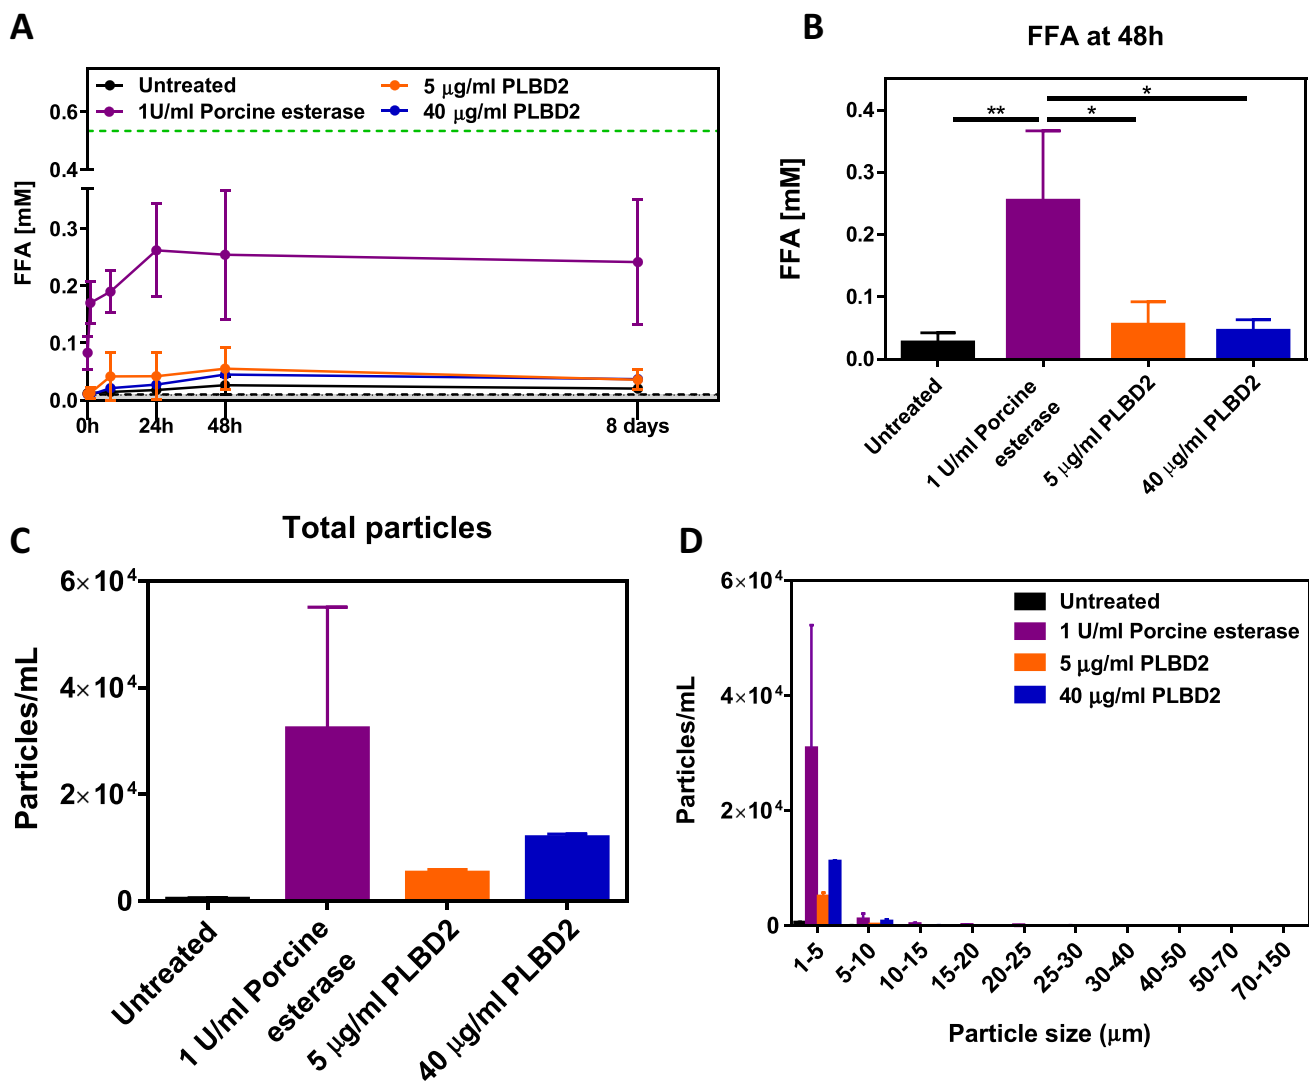 A
Untreated
1U/ml Porcine esterase
5 μg/ml PLBD2
40 μg/ml PLBD2
FFA [mM]
0.6
0.4
0.3
0.2
0.1
0.0
0h
24h
48h
8 days
B
FFA at 48h
FFA [mM]
0.4
0.3
0.2
0.1
0.0
**
*
*
Untreated
1 U/ml Porcine
esterase
5 μg/ml PLBD2
40 μg/ml PLBD2
C
Total particles
Particles/mL
6×10⁴
4×10⁴
2×10⁴
0
Untreated
1 U/ml Porcine
esterase
5 μg/ml PLBD2
40 μg/ml PLBD2
D
Particles/mL
6×10⁴
4×10⁴
2×10⁴
0
Untreated
1 U/ml Porcine esterase
5 μg/ml PLBD2
40 μg/ml PLBD2
1-5
5-10
10-15
15-20
20-25
25-30
30-40
40-50
50-70
70-150
Particle size (μm)